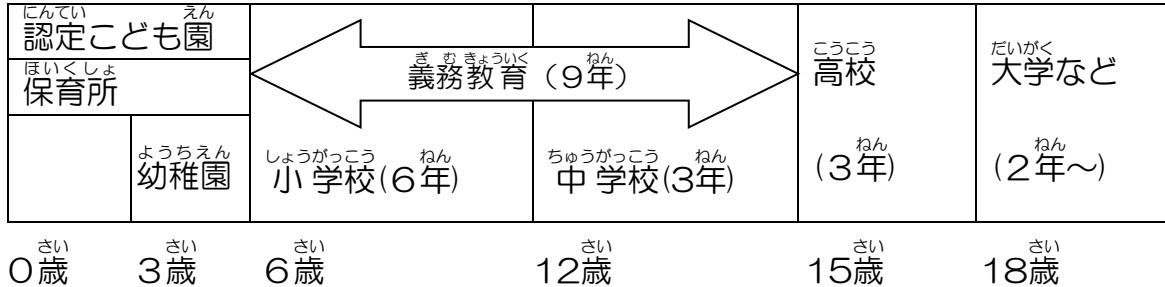 にんてい えん
認定こども園
ほいくしょ
保育所
ようちえん
幼稚園
ぎむきょういく ねん
義務教育(9年)
しょうがっこう ねん
小学校(6年)
ちゅうがっこう ねん
中学校(3年)
こうこう
高校
ねん
(3年)
だいがく
大学など
ねん
(2年～)
さい さい さい さい さい さい
0歳 3歳 6歳 12歳 15歳 18歳